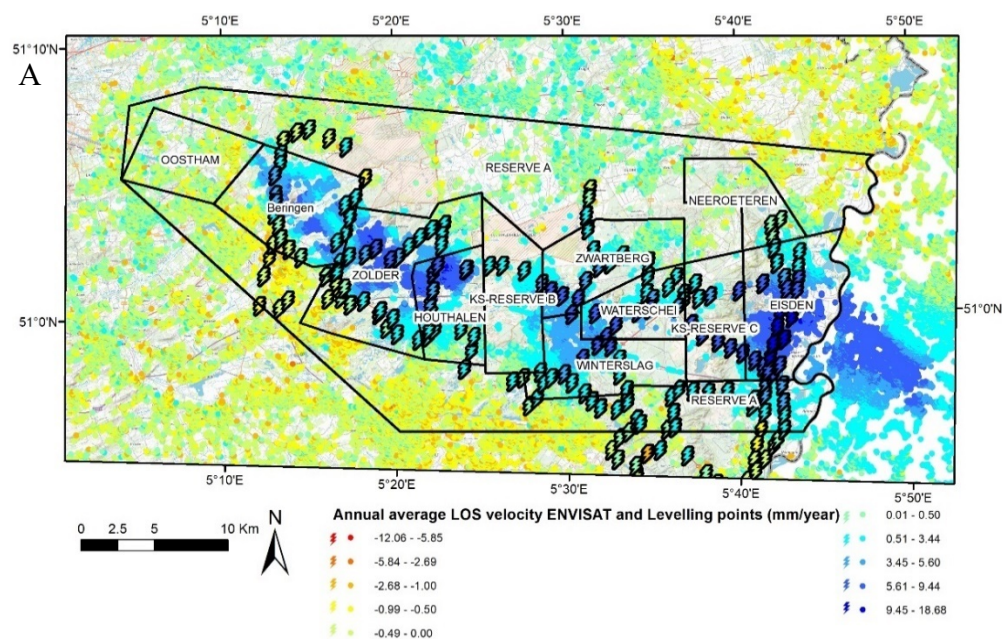 5°10'E 5°20'E 5°30'E 5°40'E 5°50'E
51°10'N
A
OOSTHAM
RESERVE A
NEEROETEREN
Beringen
ZWARTBERG
ZOLDER
KS-RESERVE B
EISDEN
WATERSCHEI
51°0'N
51°0'N
HOUTHALEN
KS-RESERVE C
WINTERSLAG
RESERVE A
5°10'E 5°20'E 5°30'E 5°40'E 5°50'E
0 2.5 5 10 Km
N
Annual average LOS velocity ENVISAT and Levelling points (mm/year)
-12.06 - -5.85
-5.84 - -2.69
-2.68 - -1.00
-0.99 - -0.50
-0.49 - 0.00
0.01 - 0.50
0.51 - 3.44
3.45 - 5.60
5.61 - 9.44
9.45 - 18.68